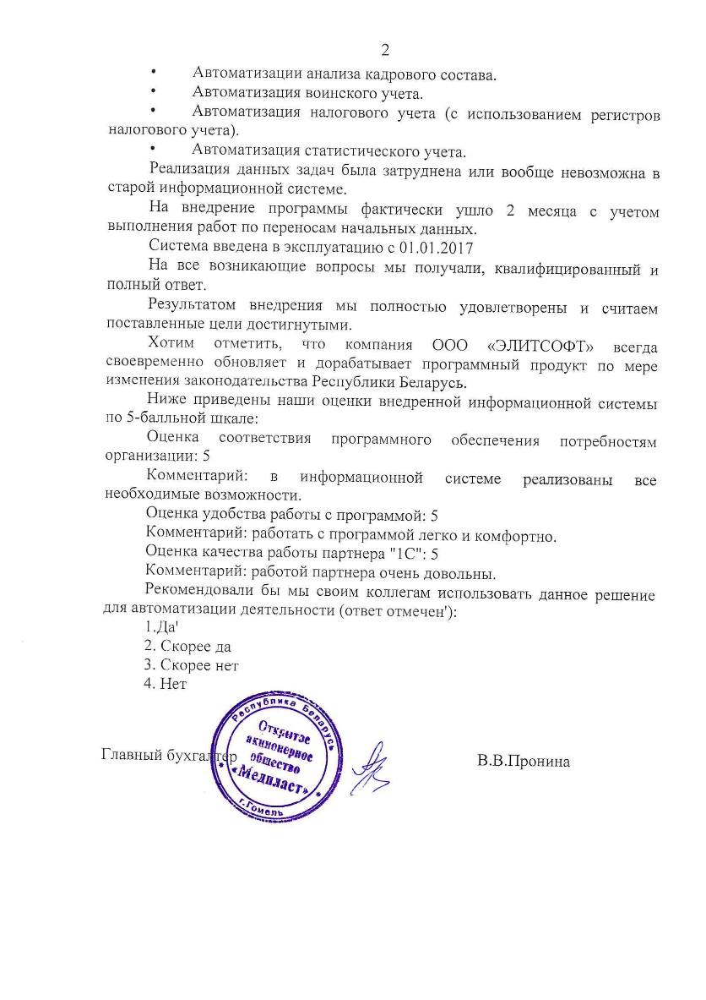 2
• Автоматизации анализа кадрового состава.
• Автоматизация воинского учета.
• Автоматизация налогового учета (с использованием регистров
налогового учета).
• Автоматизация статистического учета.
Реализация данных задач была затруднена или вообще невозможна в
старой информационной системе.
На внедрение программы фактически ушло 2 месяца с учетом
выполнения работ по переносам начальных данных.
Система введена в эксплуатацию с 01.01.2017
На все возникающие вопросы мы получали, квалифицированный и
полный ответ.
Результатом внедрения мы полностью удовлетворены и считаем
поставленные цели достигнутыми.
Хотим отметить, что компания ООО «ЭЛИТСОФТ» всегда
своевременно обновляет и дорабатывает программный продукт по мере
изменения законодательства Республики Беларусь.
Ниже приведены наши оценки внедренной информационной системы
по 5-балльной шкале:
Оценка соответствия программного обеспечения потребностям
организации: 5
Комментарий: в информационной системе реализованы все
необходимые возможности.
Оценка удобства работы с программой: 5
Комментарий: работать с программой легко и комфортно.
Оценка качества работы партнера "1С": 5
Комментарий: работой партнера очень довольны.
Рекомендовали бы мы своим коллегам использовать данное решение
для автоматизации деятельности (ответ отмечен'):
1.Да'
2. Скорее да
3. Скорее нет
4. Нет
Республика Беларусь
Открытое
акционерное
общество
«Медпласт»
г.Гомель
Главный бухгалтер
В.В.Пронина